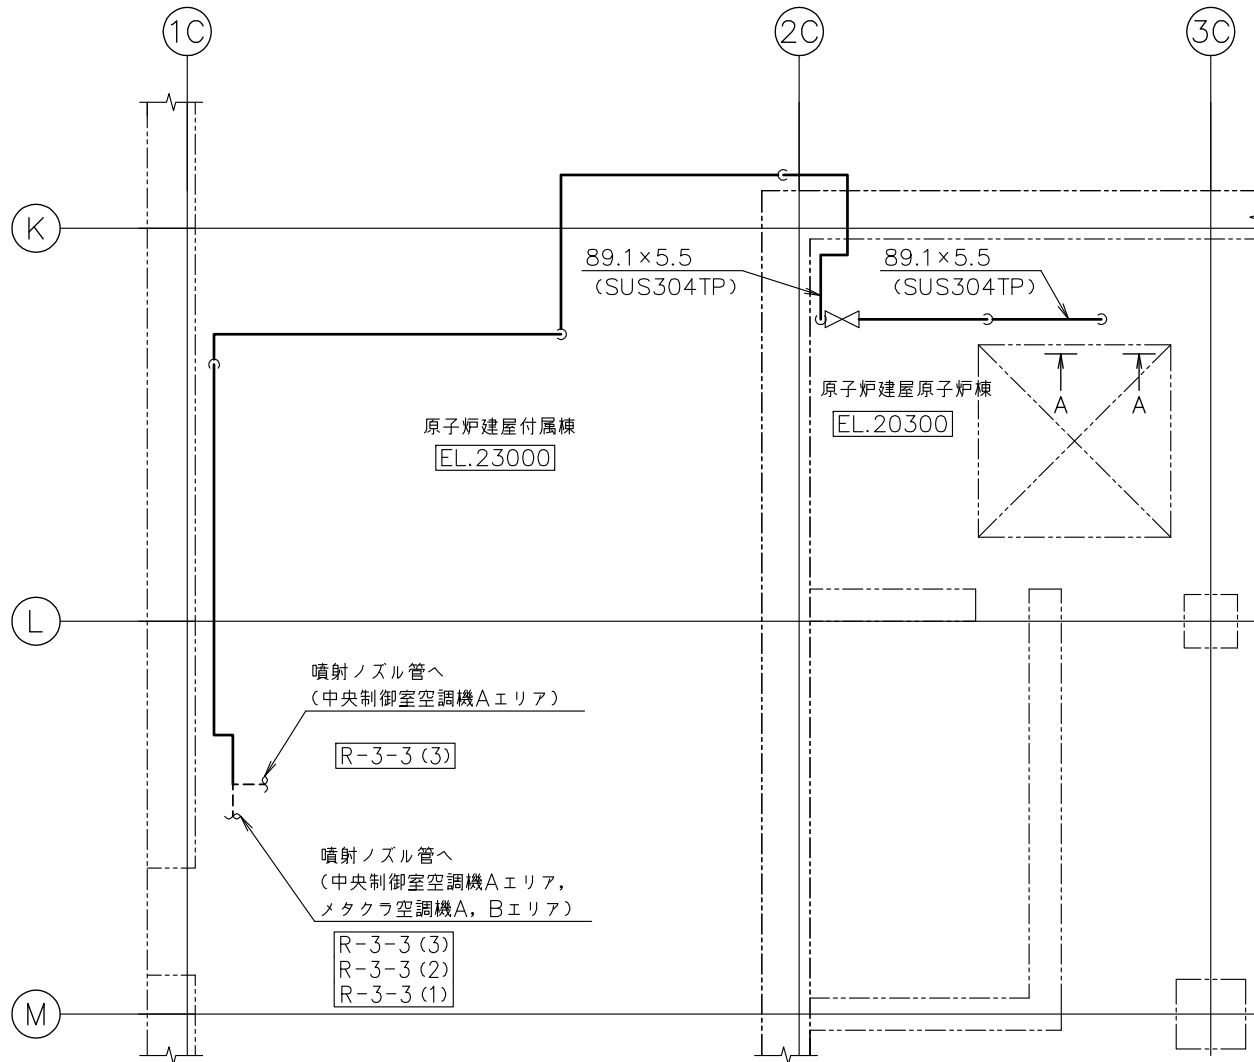 1C
2C
3C
K
89.1×5.5
(SUS304TP)
89.1×5.5
(SUS304TP)
原子炉建屋原子炉棟
EL.20300
A
A
原子炉建屋付属棟
EL.23000
L
噴射ノズル管へ
(中央制御室空調機Aエリア)
R-3-3(3)
噴射ノズル管へ
(中央制御室空調機Aエリア,
メタクラ空調機A, Bエリア)
R-3-3(3)
R-3-3(2)
R-3-3(1)
M